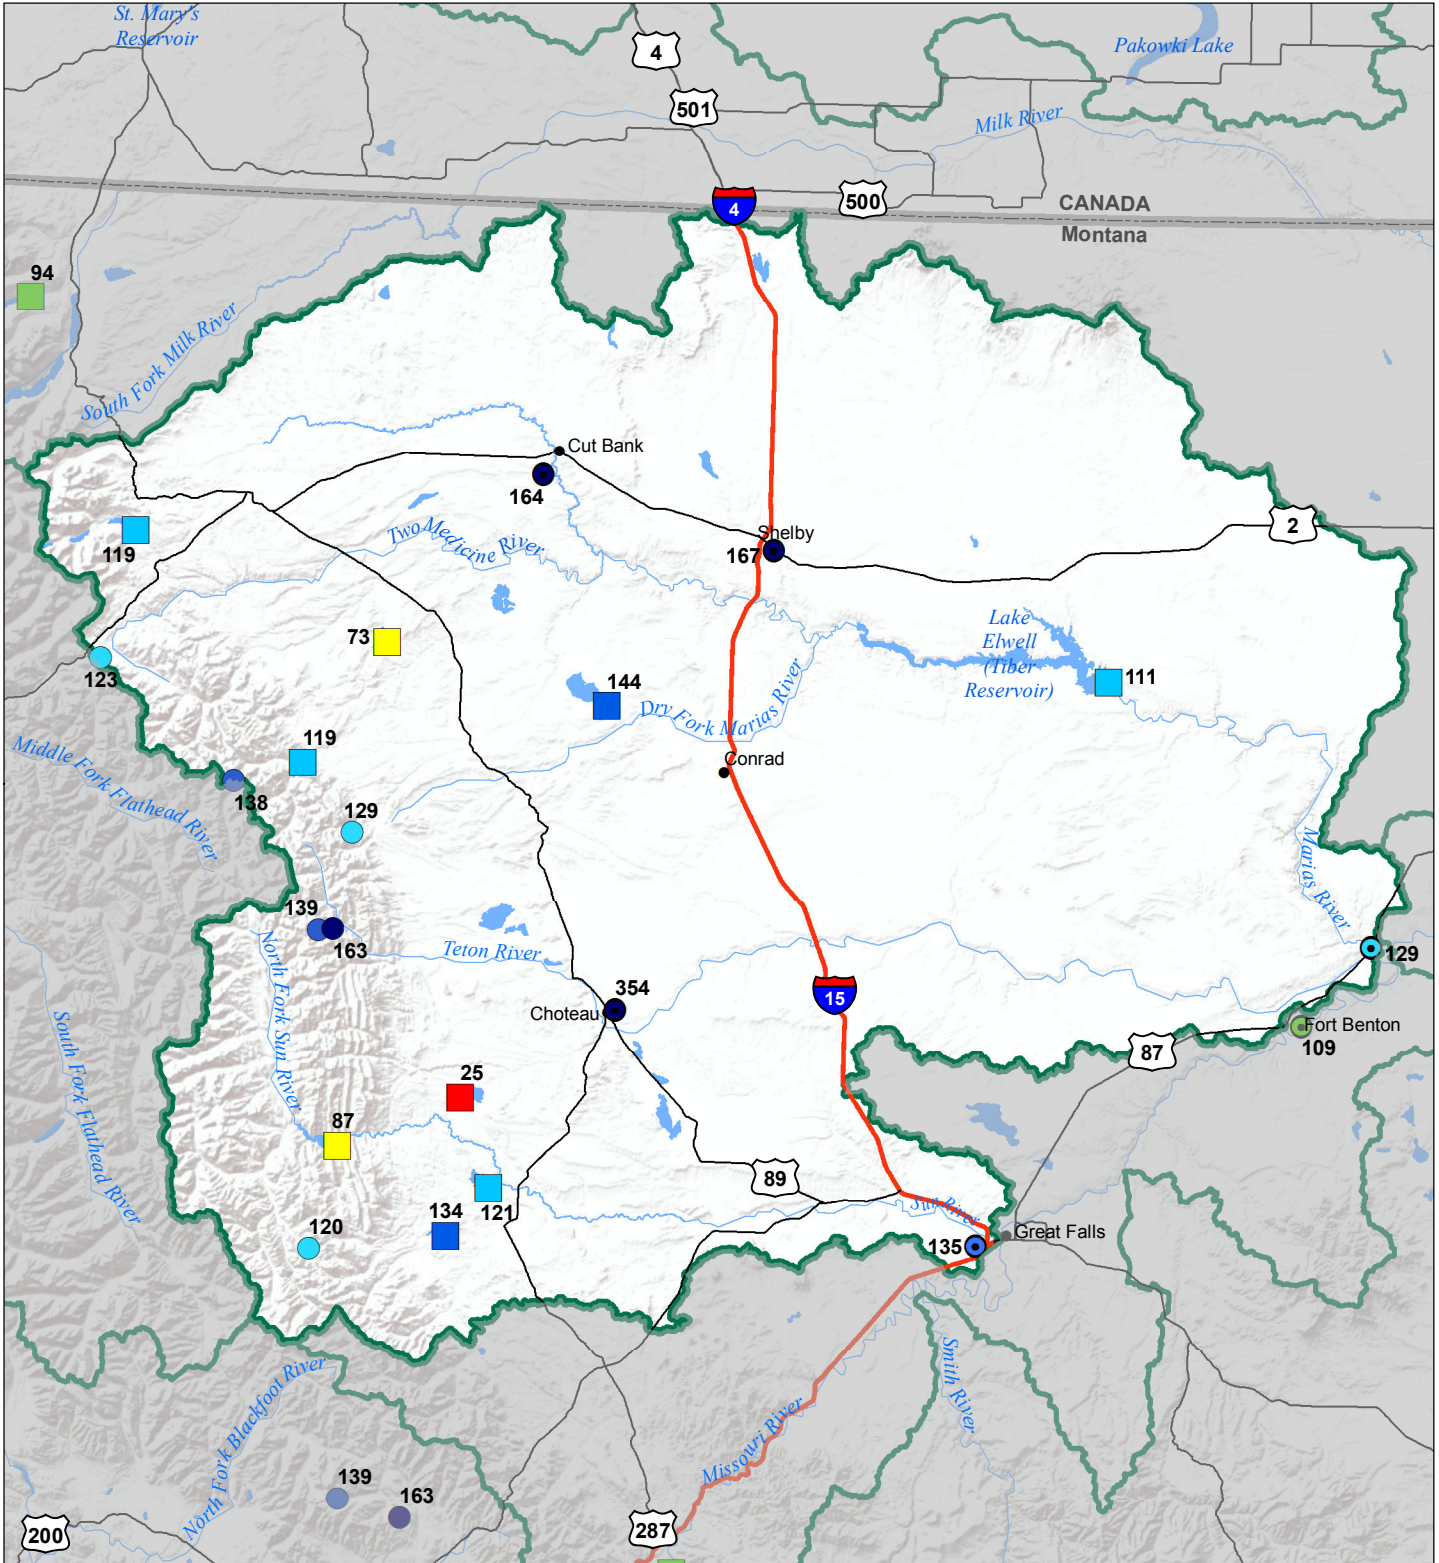 St. Mary's
Reservoir
4
Pakowki Lake
501
Milk River
4
500
CANADA
Montana
94
South Fork Milk River
Cut Bank
164
Two Medicine River
119
Shelby
167
2
73
123
Lake
Elwell
(Tiber
Reservoir)
111
144
Dry Fork Marias River
119
Conrad
Middle Fork Flathead River
138
129
Marias River
139
163
North Fork Sun River
Teton River
129
354
Choteau
15
Fort Benton
109
87
South Fork Flathead River
25
87
89
121
134
Sun River
120
135
Great Falls
North Fork Blackfoot River
Smith River
Missouri River
139
163
200
287